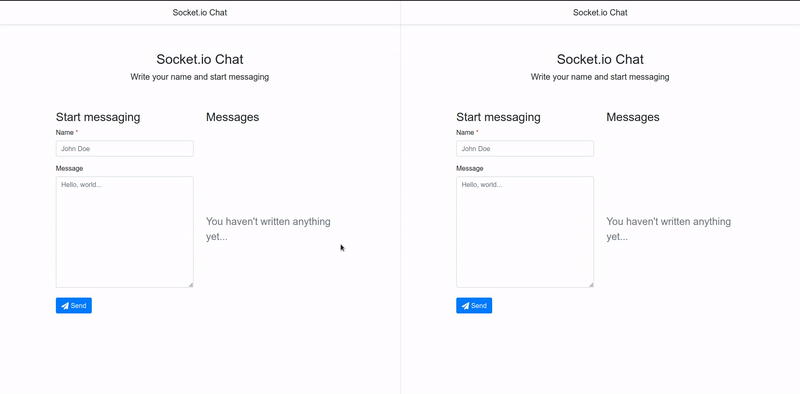 Socket.io Chat
Socket.io Chat
Write your name and start messaging
Start messaging
Name *
John Doe
Message
Hello, world...
Send
Messages
You haven't written anything
yet...
Socket.io Chat
Socket.io Chat
Write your name and start messaging
Start messaging
Name *
John Doe
Message
Hello, world...
Send
Messages
You haven't written anything
yet...